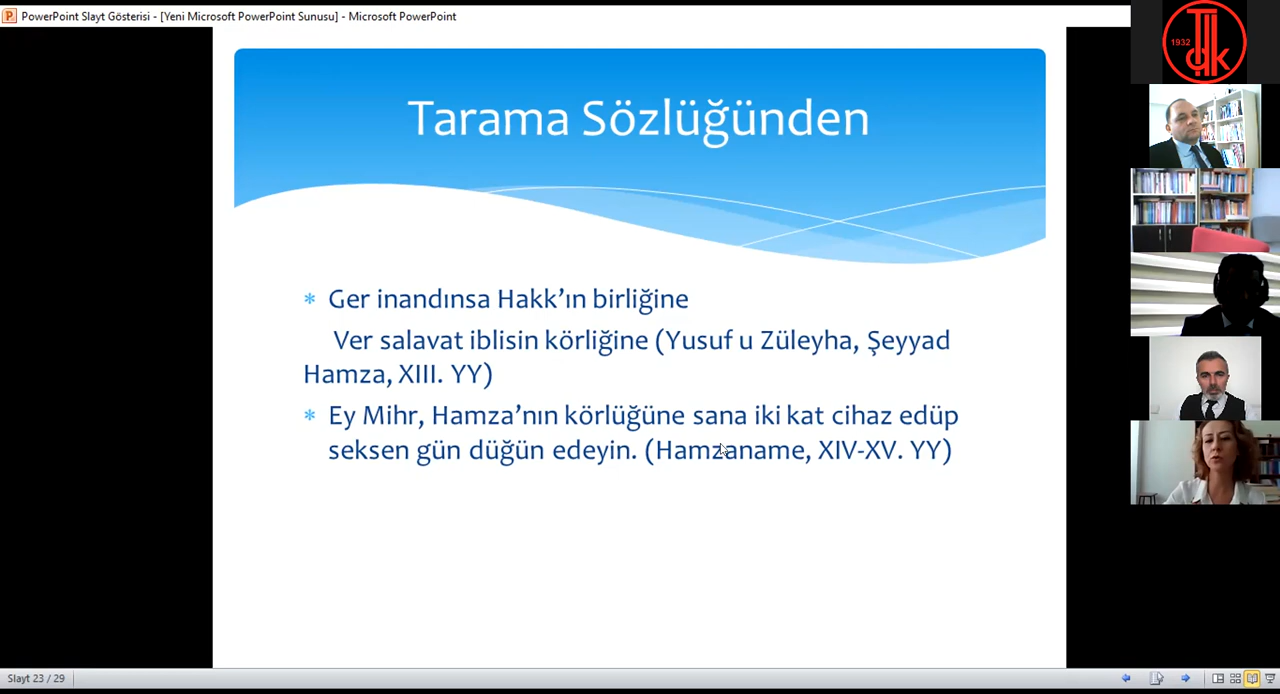 PowerPoint Slayt Gösterisi - [Yeni Microsoft PowerPoint Sunusu] - Microsoft PowerPoint
1932
Tarama Sözlüğünden
* Ger inandınsa Hakk’ın birliğine
Ver salavat iblisin körliğine (Yusuf u Züleyha, Şeyyad
Hamza, XIII. YY)
* Ey Mihr, Hamza’nın körlüğüne sana iki kat cihaz edüp
seksen gün düğün edeyin. (Hamzaname, XIV-XV. YY)
Slayt 23 / 29